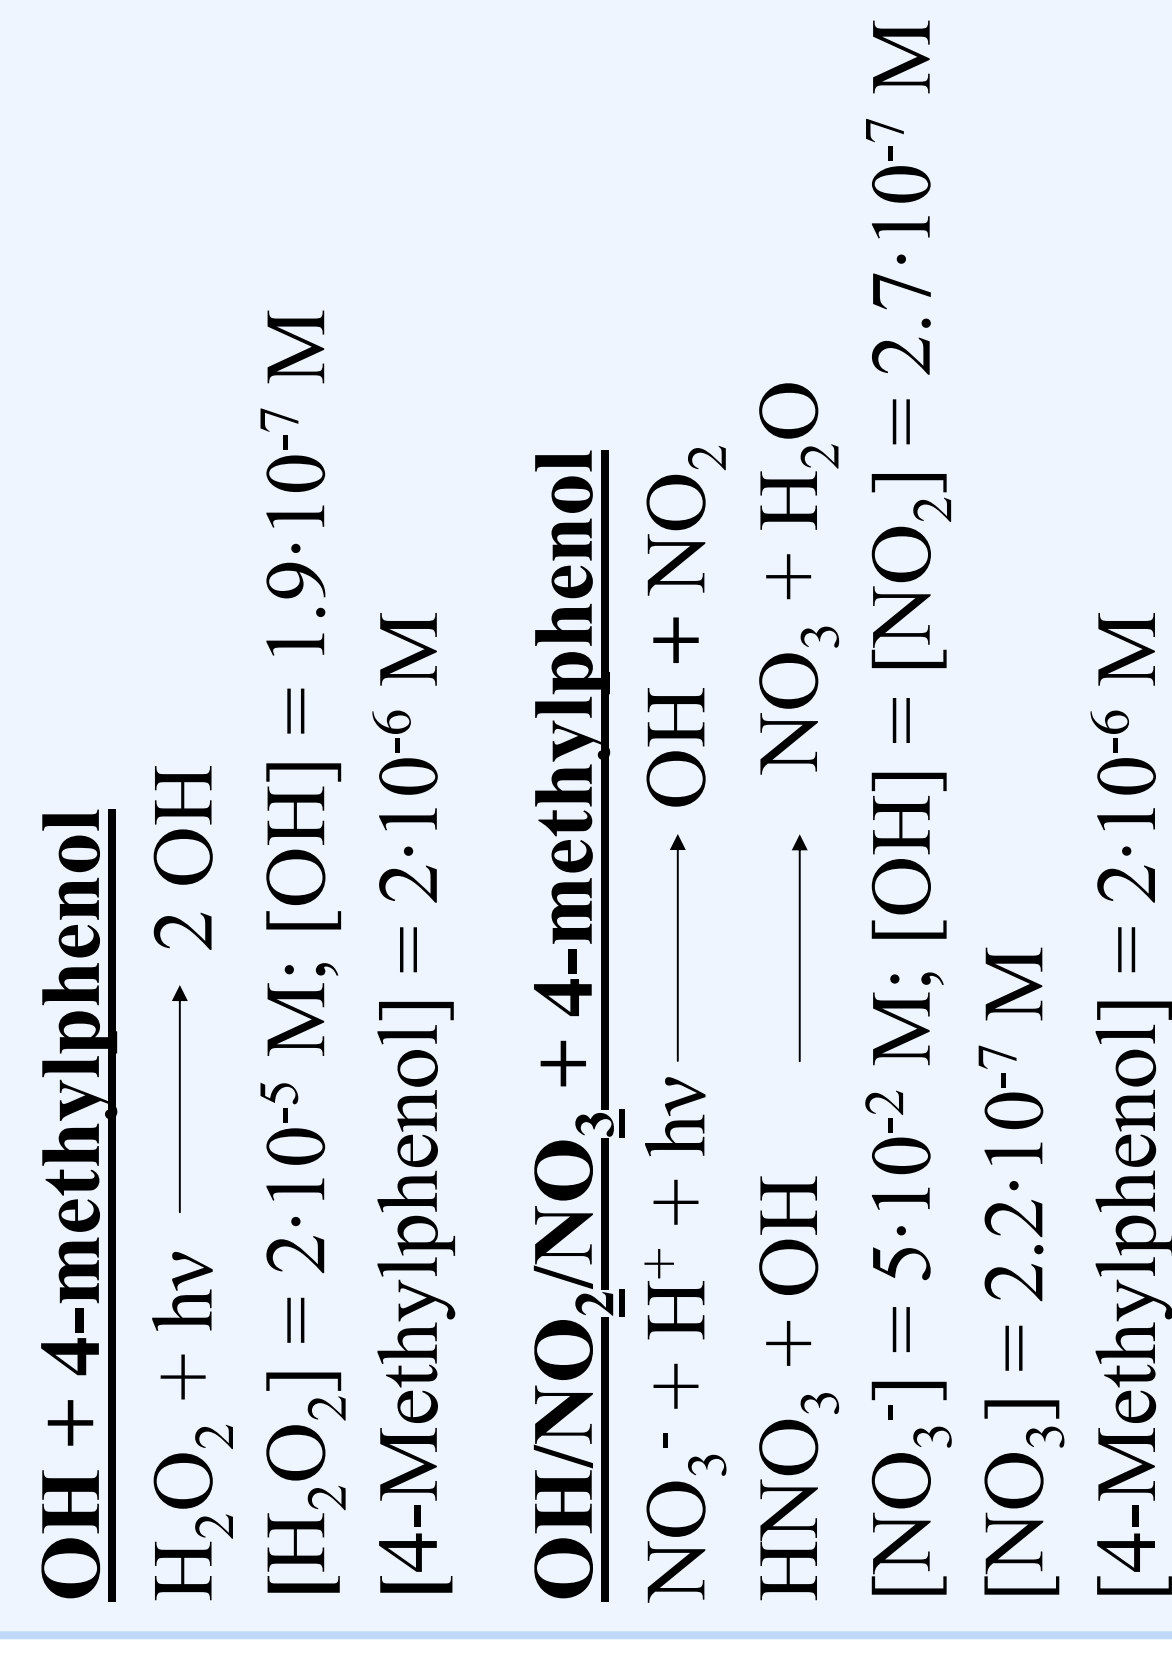 OH + 4-methylphenol
H₂O₂ + hν ⟶ 2 OH
[H₂O₂] = 2·10⁻⁵ M; [OH] = 1.9·10⁻⁷ M
[4-Methylphenol] = 2·10⁻⁶ M
OH/NO₂/NO₃ + 4-methylphenol
NO₃⁻ + H⁺ + hν ⟶ OH + NO₂
HNO₃ + OH ⟶ NO₃ + H₂O
[NO₃⁻] = 5·10⁻² M; [OH] = [NO₂] = 2.7·10⁻⁷ M
[NO₃] = 2.2·10⁻⁷ M
[4-Methylphenol] = 2·10⁻⁶ M